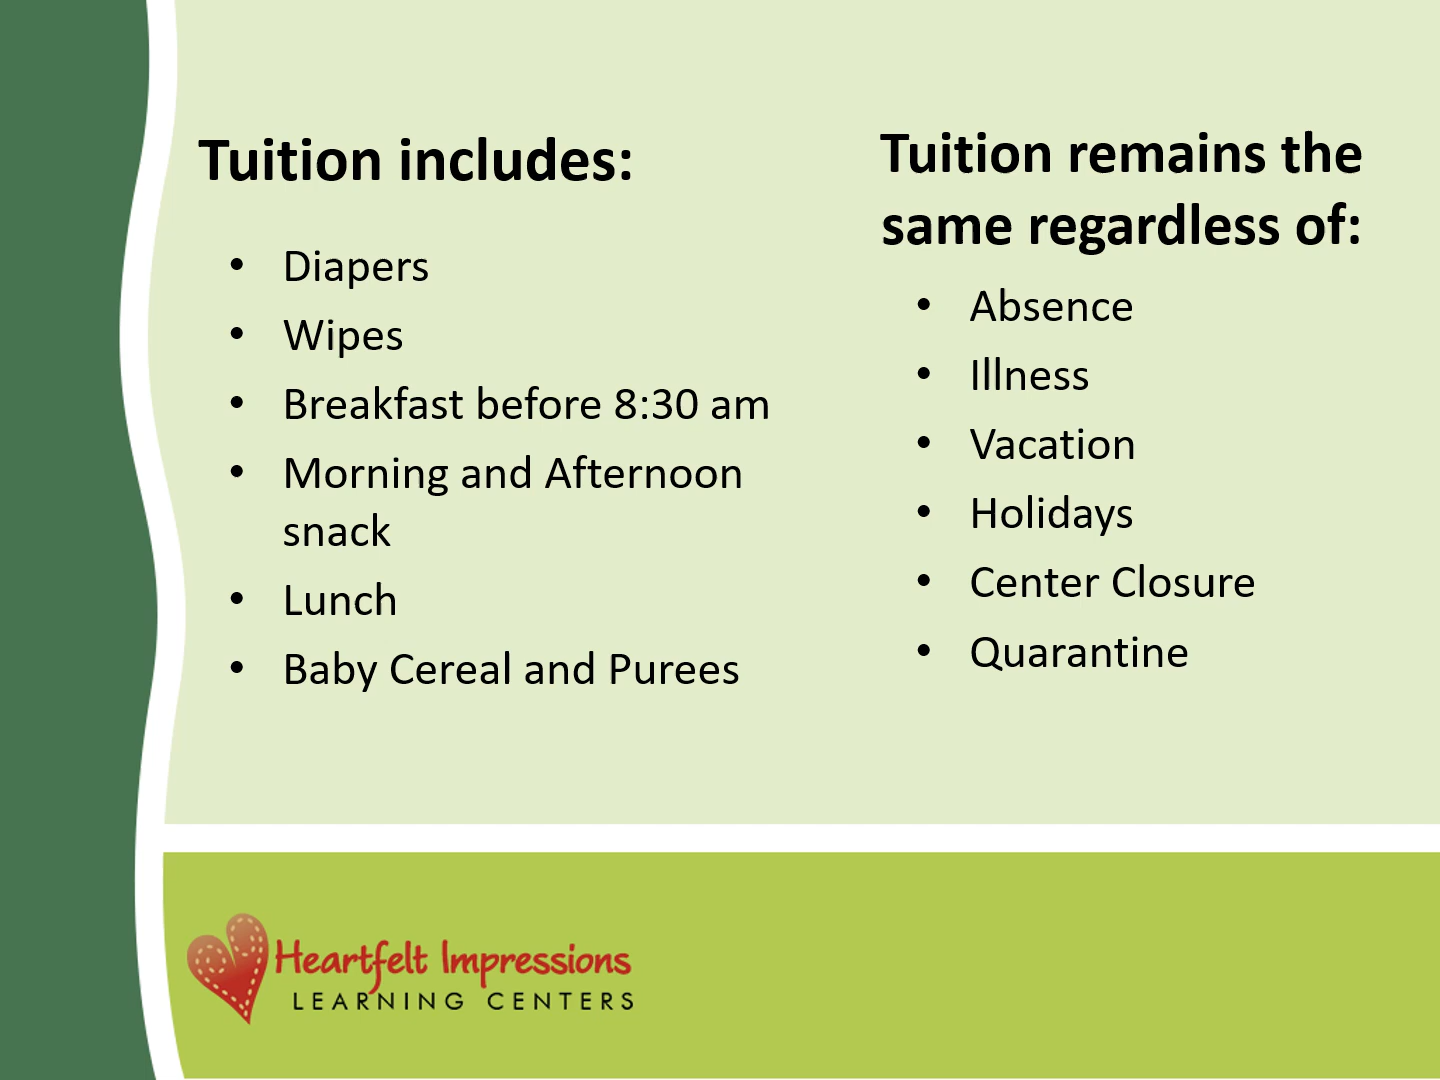 Tuition includes:
• Diapers
• Wipes
• Breakfast before 8:30 am
• Morning and Afternoon
snack
• Lunch
• Baby Cereal and Purees
Tuition remains the
same regardless of:
• Absence
• Illness
• Vacation
• Holidays
• Center Closure
• Quarantine
Heartfelt Impressions
LEARNING CENTERS